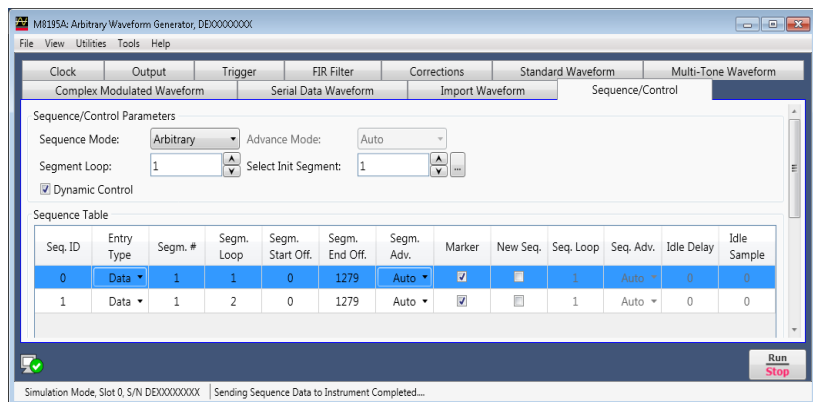 M8195A: Arbitrary Waveform Generator, DEXXXXXXXX
File View Utilities Tools Help
Clock Output Trigger FIR Filter Corrections Standard Waveform Multi-Tone Waveform
Complex Modulated Waveform Serial Data Waveform Import Waveform Sequence/Control
Sequence/Control Parameters
Sequence Mode: Arbitrary Advance Mode: Auto
Segment Loop: 1 Select Init Segment: 1 ...
Dynamic Control
Sequence Table
Seq. ID Entry Type Segm. # Segm. Loop Segm. Start Off. Segm. End Off. Segm. Adv. Marker New Seq. Seq. Loop Seq. Adv. Idle Delay Idle Sample
0 Data 1 1 0 1279 Auto 1 Auto 0 0
1 Data 1 2 0 1279 Auto 1 Auto 0 0
Run
Stop
Simulation Mode, Slot 0, S/N DEXXXXXXXX Sending Sequence Data to Instrument Completed....